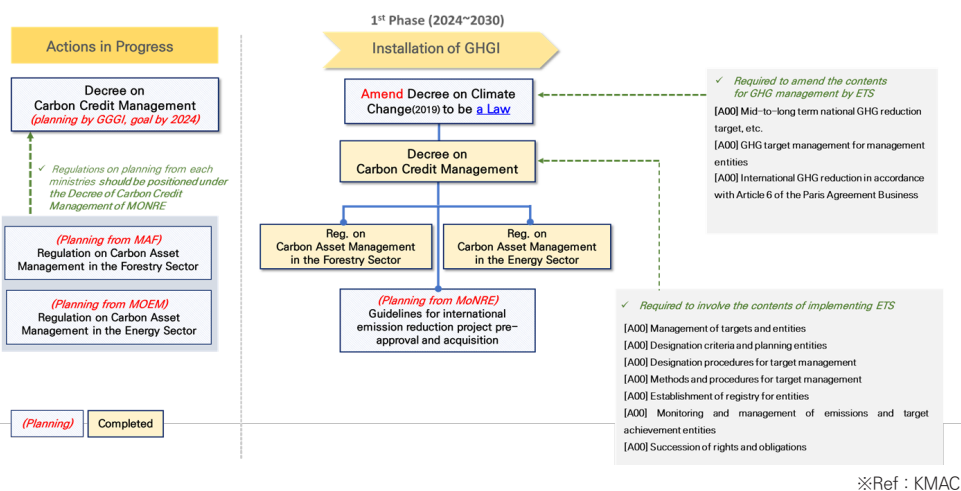 Actions in Progress
Decree on
Carbon Credit Management
(planning by GGGI, goal by 2024)
✓ Regulations on planning from each
ministries should be positioned under
the Decree of Carbon Credit
Management of MONRE
(Planning from MAF)
Regulation on Carbon Asset
Management in the Forestry Sector
(Planning from MOEM)
Regulation on Carbon Asset
Management in the Energy Sector
(Planning)
Completed
1st Phase (2024~2030)
Installation of GHGI
Amend Decree on Climate
Change(2019) to be a Law
Decree on
Carbon Credit Management
Reg. on
Carbon Asset Management
in the Forestry Sector
Reg. on
Carbon Asset Management
in the Energy Sector
(Planning from MoNRE)
Guidelines for international
emission reduction project pre-
approval and acquisition
✓ Required to amend the contents
for GHG management by ETS
[A00] Mid-to-long term national GHG reduction
target, etc.
[A00] GHG target management for management
entities
[A00] International GHG reduction in accordance
with Article 6 of the Paris Agreement Business
✓ Required to involve the contents of implementing ETS
[A00] Management of targets and entities
[A00] Designation criteria and planning entities
[A00] Designation procedures for target management
[A00] Methods and procedures for target management
[A00] Establishment of registry for entities
[A00] Monitoring and management of emissions and target
achievement entities
[A00] Succession of rights and obligations
※Ref : KMAC